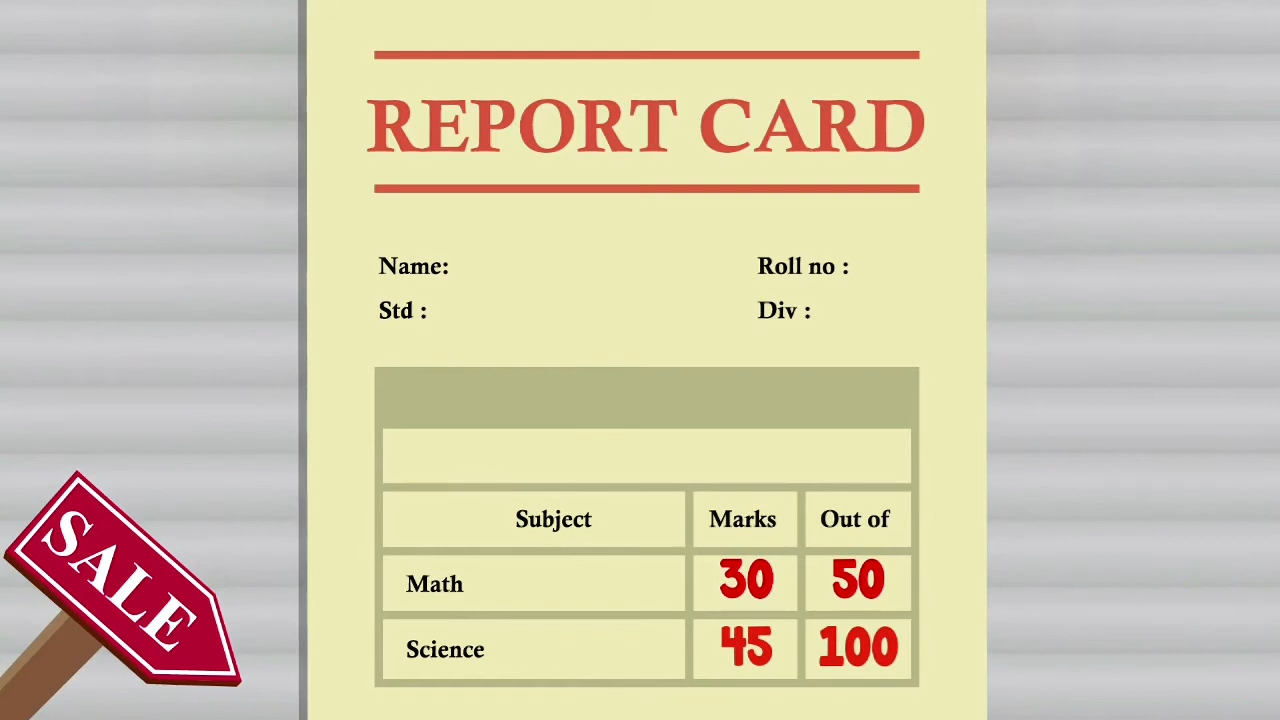 REPORT CARD
Name: Roll no :
Std : Div :
Subject Marks Out of
Math 30 50
Science 45 100
SALE